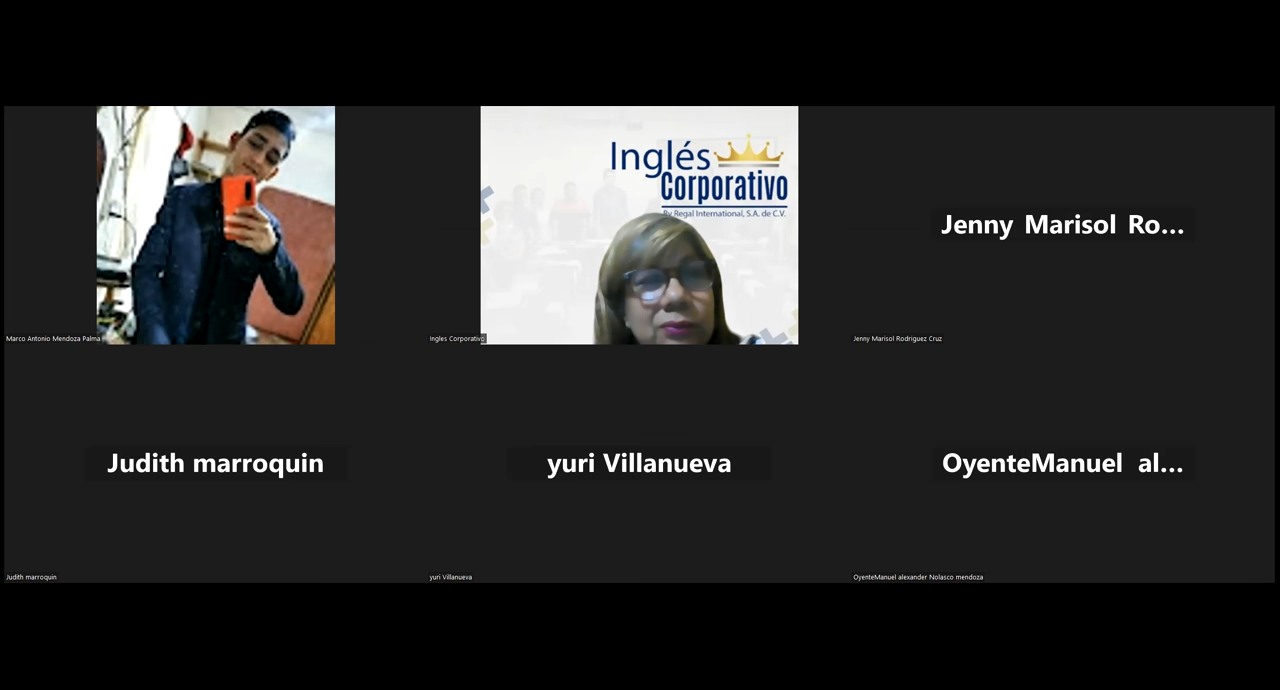 Inglés
Corporativo
By Regal International, S.A. de C.V.
Jenny Marisol Ro...
Marco Antonio Mendoza Palma
Ingles Corporativo
Jenny Marisol Rodriguez Cruz
Judith marroquin
yuri Villanueva
OyenteManuel al...
Judith marroquin
yuri Villanueva
OyenteManuel alexander Nolasco mendoza